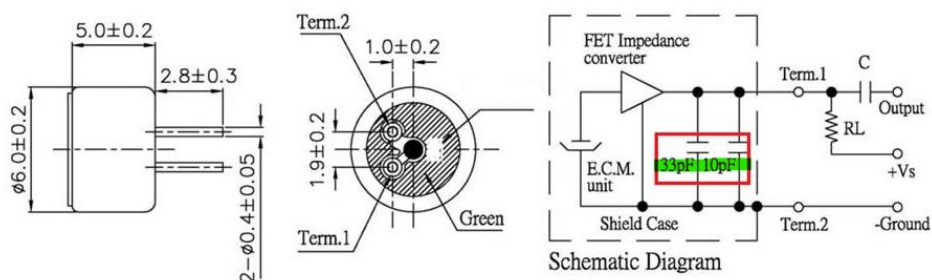 5.0±0.2
2.8±0.3
ø6.0±0.2
2-ø0.4±0.05
Term.2
1.0±0.2
1.9±0.2
Term.1
Green
FET Impedance
converter
E.C.M.
unit
33pF 10pF
Shield Case
Term.1
C
Output
RL
+Vs
Term.2
-Ground
Schematic Diagram